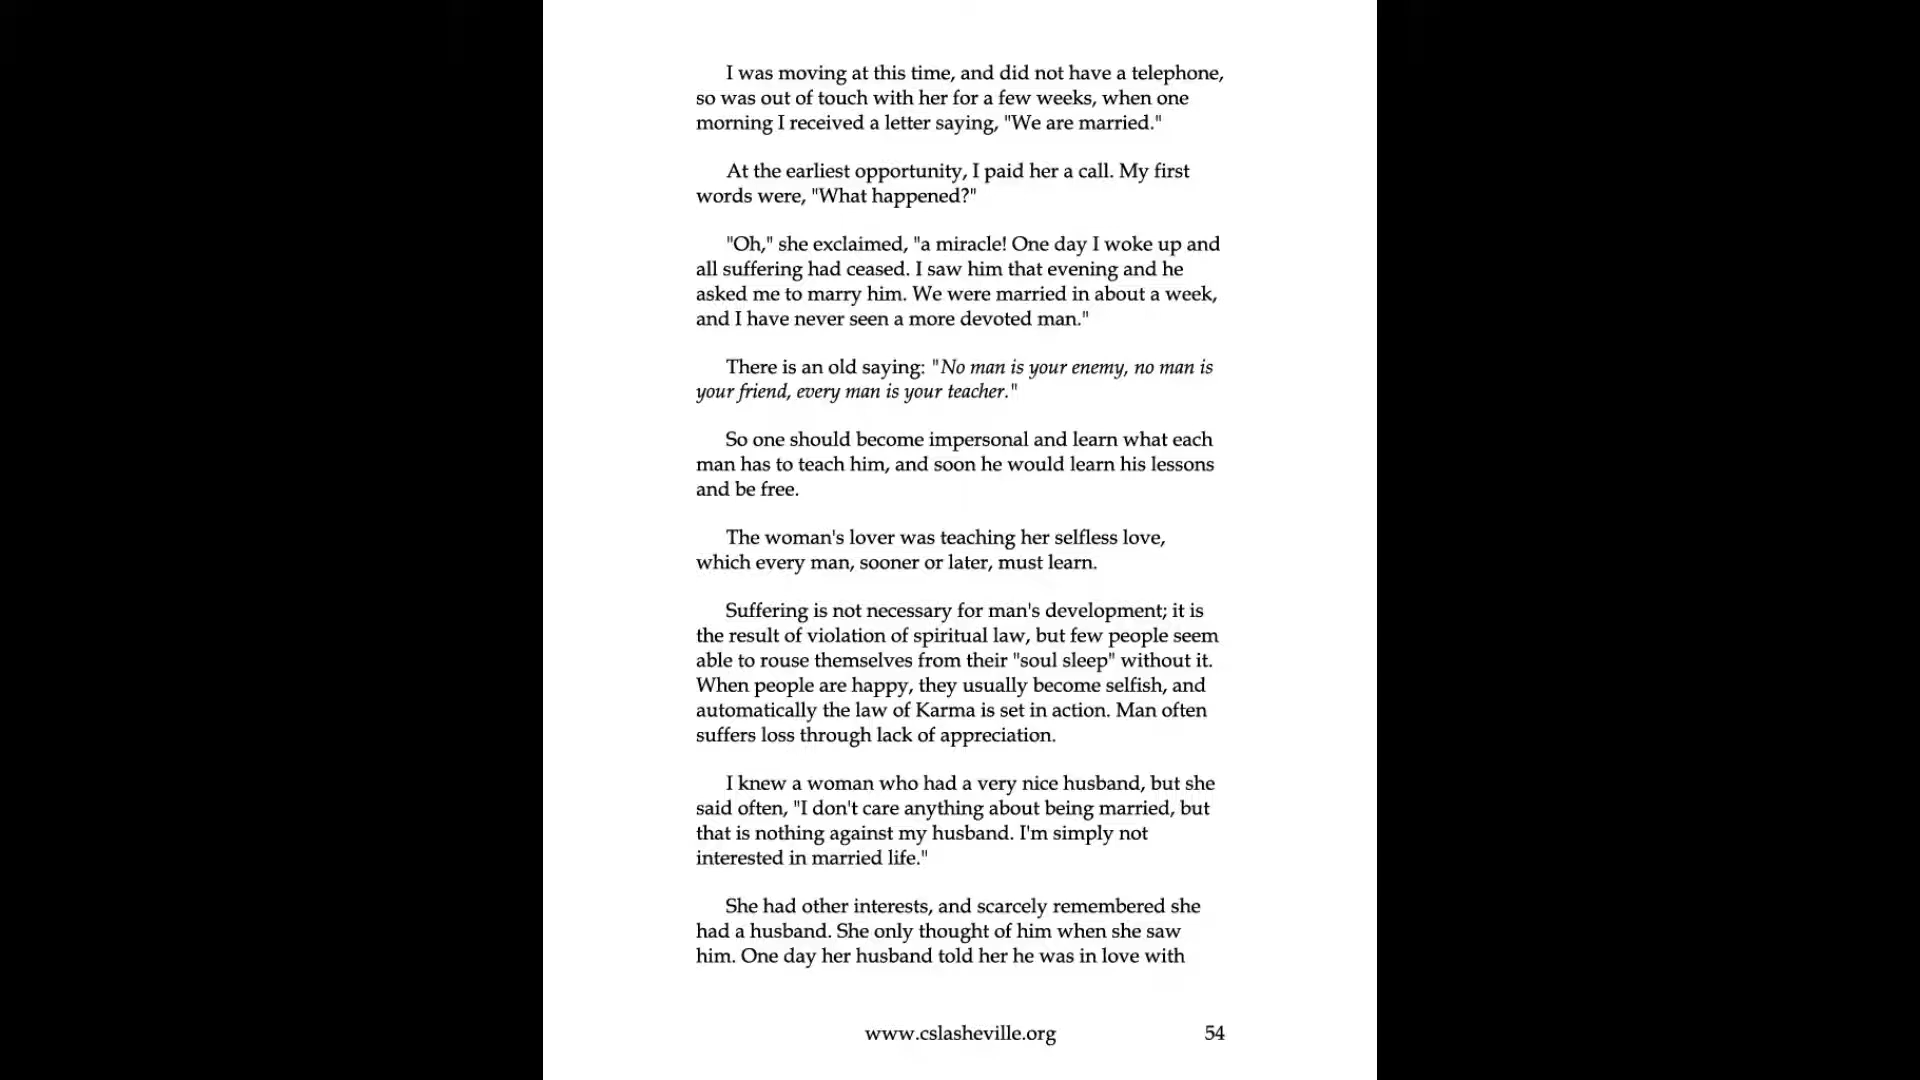 I was moving at this time, and did not have a telephone,
so was out of touch with her for a few weeks, when one
morning I received a letter saying, "We are married."
At the earliest opportunity, I paid her a call. My first
words were, "What happened?"
"Oh," she exclaimed, "a miracle! One day I woke up and
all suffering had ceased. I saw him that evening and he
asked me to marry him. We were married in about a week,
and I have never seen a more devoted man."
There is an old saying: "No man is your enemy, no man is
your friend, every man is your teacher."
So one should become impersonal and learn what each
man has to teach him, and soon he would learn his lessons
and be free.
The woman's lover was teaching her selfless love,
which every man, sooner or later, must learn.
Suffering is not necessary for man's development; it is
the result of violation of spiritual law, but few people seem
able to rouse themselves from their "soul sleep" without it.
When people are happy, they usually become selfish, and
automatically the law of Karma is set in action. Man often
suffers loss through lack of appreciation.
I knew a woman who had a very nice husband, but she
said often, "I don't care anything about being married, but
that is nothing against my husband. I'm simply not
interested in married life."
She had other interests, and scarcely remembered she
had a husband. She only thought of him when she saw
him. One day her husband told her he was in love with
www.cslasheville.org 54